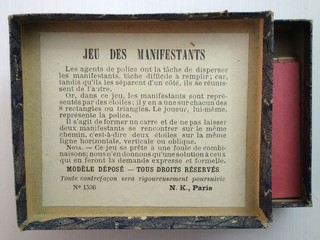 JEU DES MANIFESTANTS
Les agents de police ont la tâche de disperser
les manifestants, tâche difficile à remplir; car,
tandis qu'ils les séparent d'un côté, ils se réunis-
sent de l'autre.
Or, dans ce jeu, les manifestants sont repré-
sentés par des étoiles; il y en a une sur chacun des
8 rectangles ou triangles. Le joueur, lui-même,
représente la police.
Il s'agit de former un carré et de ne pas laisser
deux manifestants se rencontrer sur le même
chemin, c'est-à-dire deux étoiles sur la même
ligne horizontale, verticale ou oblique.
NOTA. — Ce jeu se prête à une foule de combi-
naisons; nous n'en donnons qu'une solution à ceux
qui en feront la demande expresse et formelle.
MODÈLE DÉPOSÉ — TOUS DROITS RÉSERVÉS
Toute contrefaçon sera rigoureusement poursuivie
N° 1536 N. K., Paris